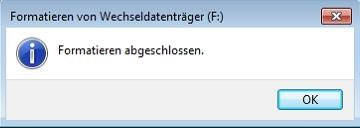 Formatieren von Wechseldatenträger (F:)
Formatieren abgeschlossen.
OK